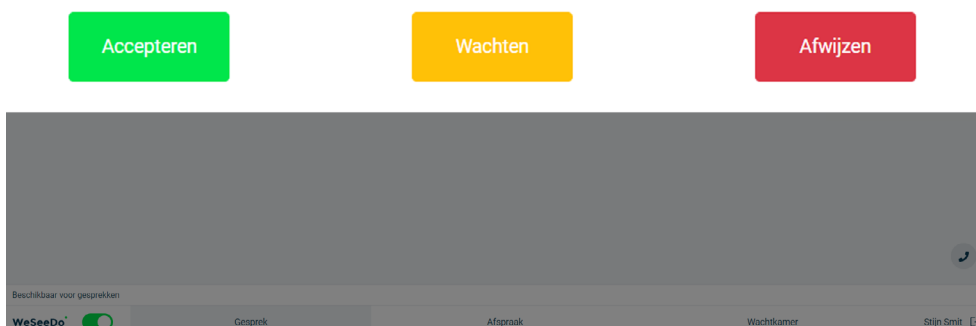 Accepteren Wachten Afwijzen
Beschikbaar voor gesprekken
WeSeeDo Gesprek Afspraak Wachtkamer Stijn Smit